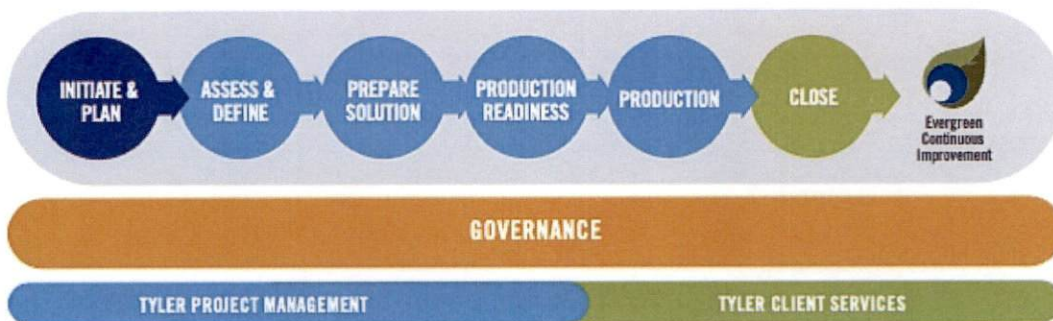 INITIATE &
PLAN
ASSESS &
DEFINE
PREPARE
SOLUTION
PRODUCTION
READINESS
PRODUCTION
CLOSE
Evergreen
Continuous
Improvement
GOVERNANCE
TYLER PROJECT MANAGEMENT
TYLER CLIENT SERVICES